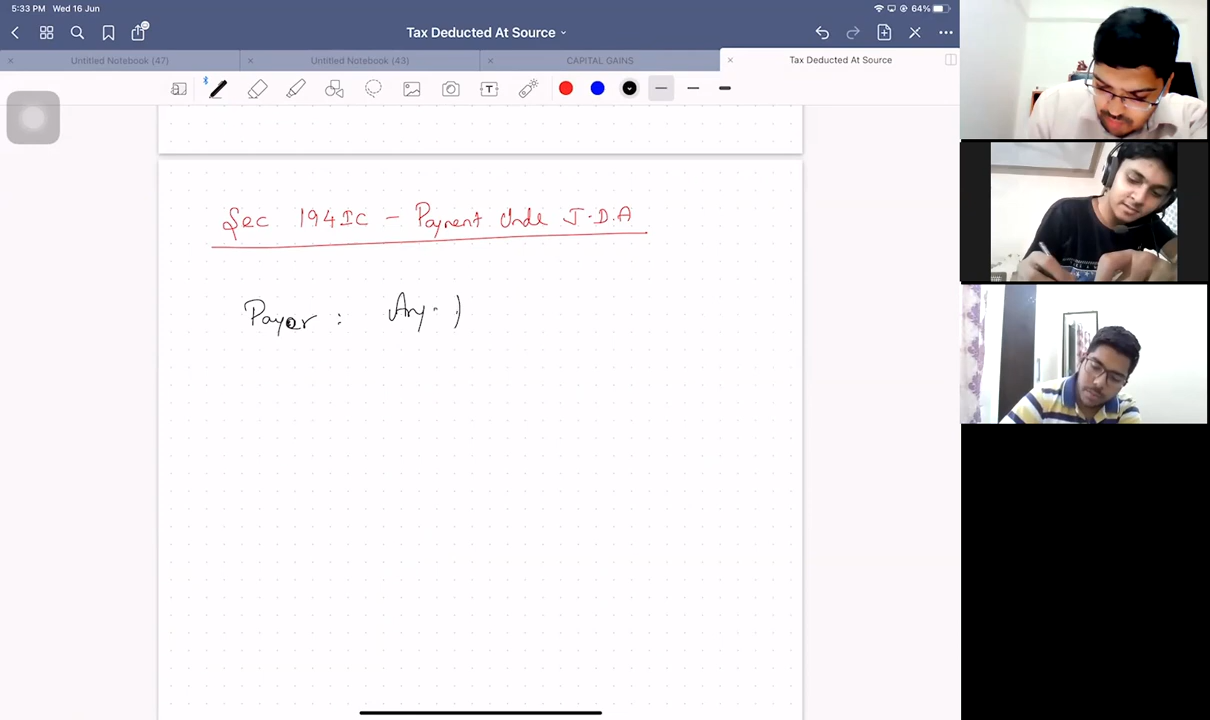 5:33 PM Wed 16 Jun
64%
Tax Deducted At Source
Untitled Notebook (47)
Untitled Notebook (43)
CAPITAL GAINS
Tax Deducted At Source
T
Sec 194IC - Payment Unde J.D.A
Payer : Any